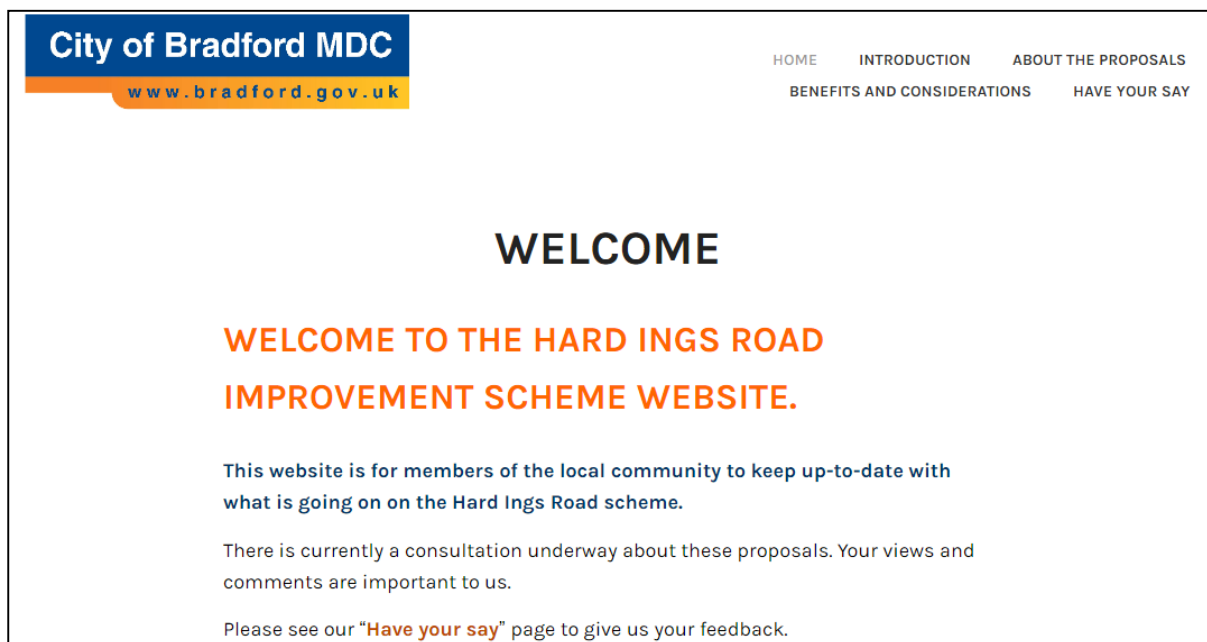 City of Bradford MDC
www.bradford.gov.uk
HOME INTRODUCTION ABOUT THE PROPOSALS
BENEFITS AND CONSIDERATIONS HAVE YOUR SAY
WELCOME
WELCOME TO THE HARD INGS ROAD
IMPROVEMENT SCHEME WEBSITE.
This website is for members of the local community to keep up-to-date with
what is going on on the Hard Ings Road scheme.
There is currently a consultation underway about these proposals. Your views and
comments are important to us.
Please see our “Have your say” page to give us your feedback.